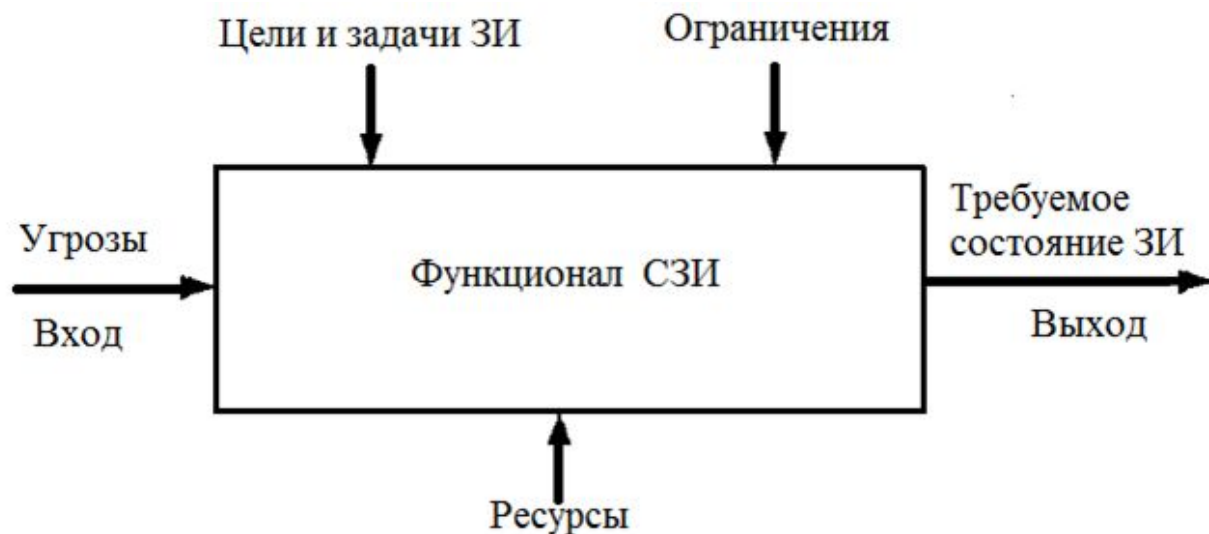 Цели и задачи ЗИ
Ограничения
Угрозы
Вход
Функционал СЗИ
Требуемое
состояние ЗИ
Выход
Ресурсы